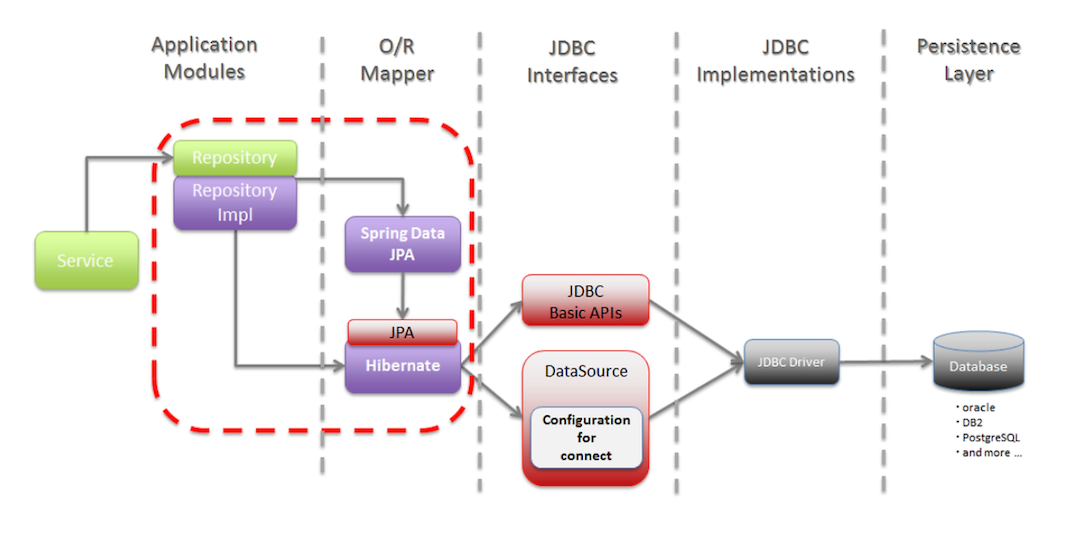 Application
Modules
O/R
Mapper
JDBC
Interfaces
JDBC
Implementations
Persistence
Layer
Repository
Repository
Impl
Service
Spring Data
JPA
JPA
Hibernate
JDBC
Basic APIs
DataSource
Configuration
for
connect
JDBC Driver
Database
・oracle
・DB2
・PostgreSQL
・and more ...